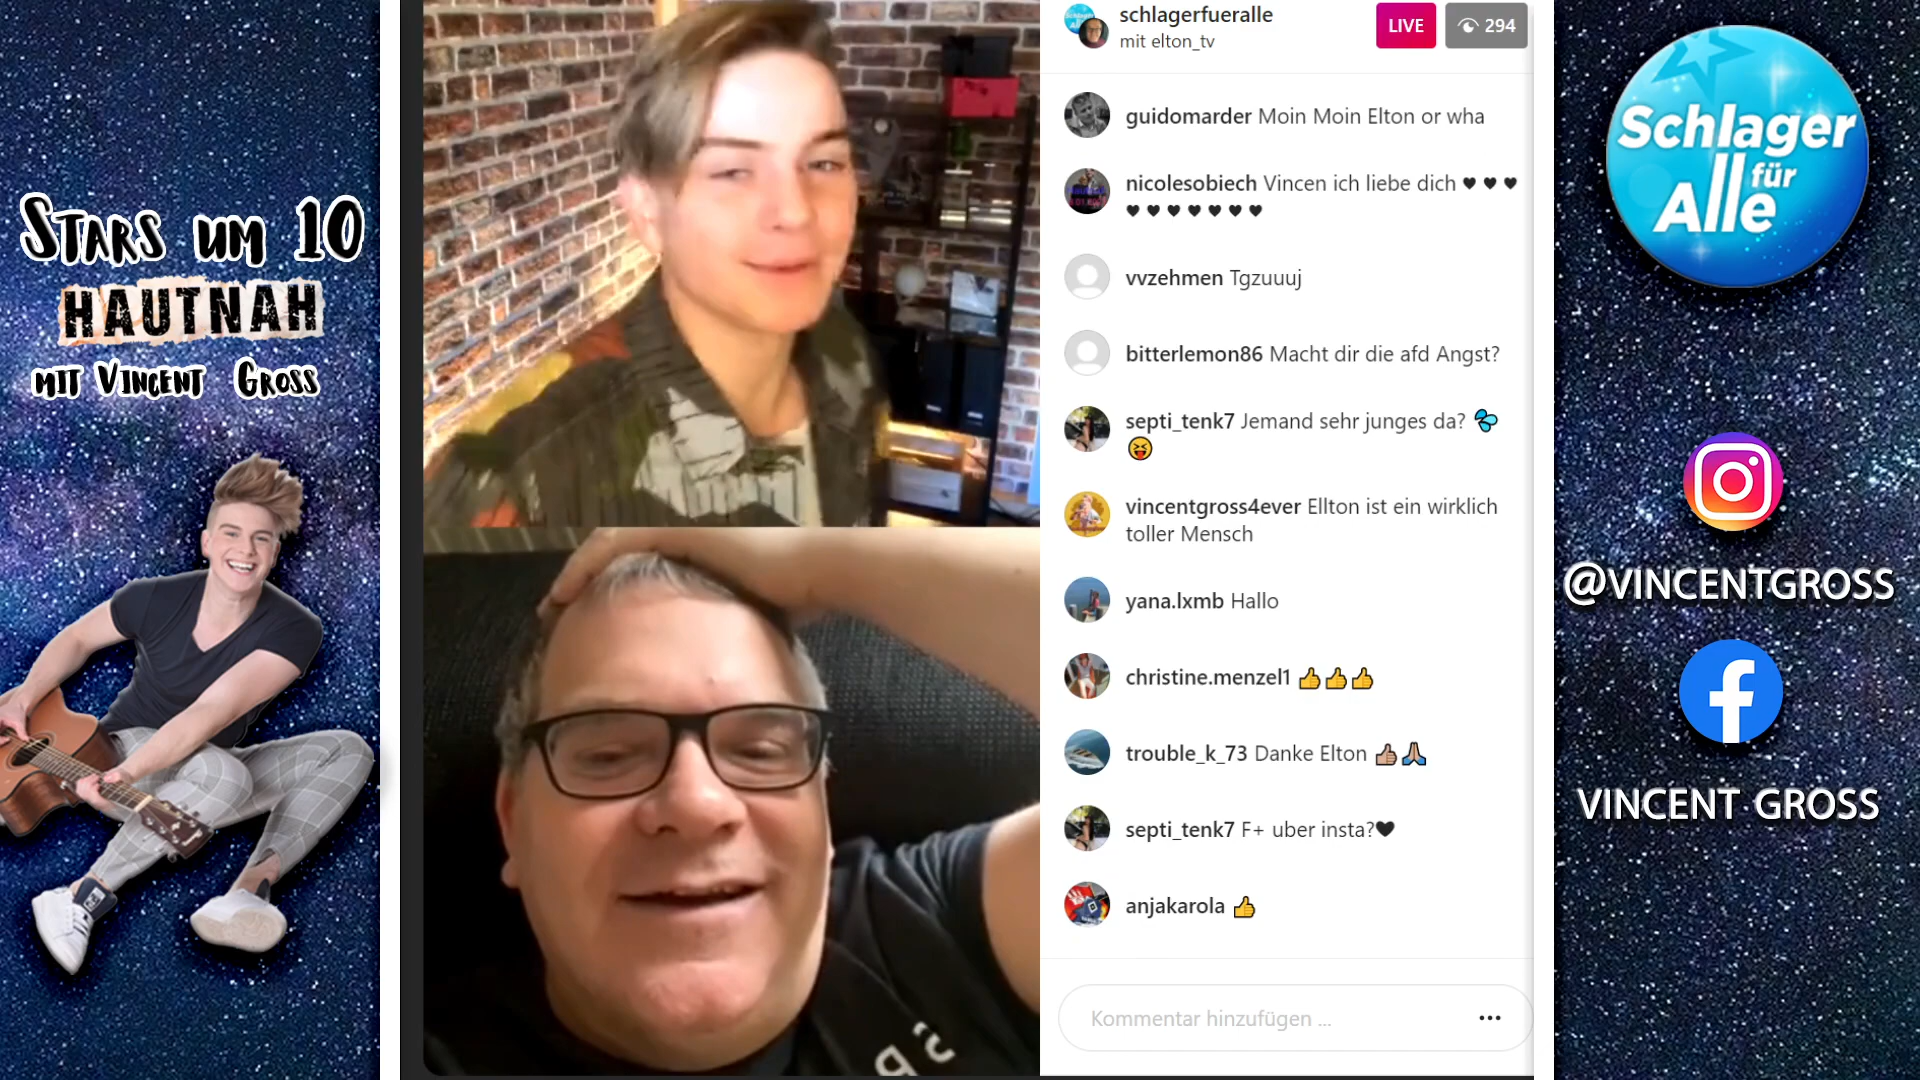 STARS UM 10
HAUTNAH
MIT VINCENT GROSS
schlagerfueralle
mit elton_tv
LIVE
294
guidomarder Moin Moin Elton or wha
nicolesobiech Vincen ich liebe dich ♥ ♥ ♥
♥ ♥ ♥ ♥ ♥ ♥ ♥
vvzehmen Tgzuuuj
bitterlemon86 Macht dir die afd Angst?
septi_tenk7 Jemand sehr junges da? 💦
😝
vincentgross4ever Ellton ist ein wirklich
toller Mensch
yana.lxmb Hallo
christine.menzel1 👍👍👍
trouble_k_73 Danke Elton 👍🏼🙏🏼
septi_tenk7 F+ uber insta?🖤
anjakarola 👍
Kommentar hinzufügen ...
Schlager
für
Alle
@VINCENTGROSS
VINCENT GROSS